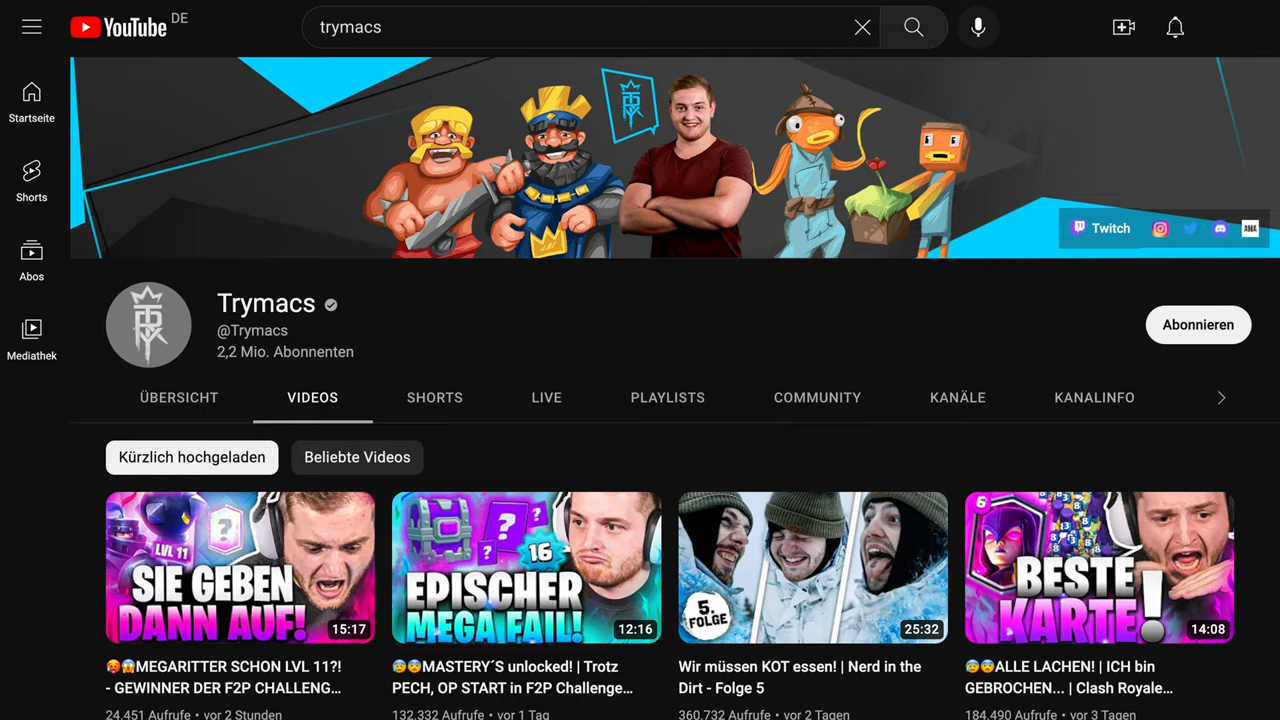 YouTube DE
trymacs
Startseite
Shorts
Abos
Mediathek
Twitch
Trymacs
@Trymacs
2,2 Mio. Abonnenten
Abonnieren
ÜBERSICHT
VIDEOS
SHORTS
LIVE
PLAYLISTS
COMMUNITY
KANÄLE
KANALINFO
Kürzlich hochgeladen
Beliebte Videos
LVL 11
SIE GEBEN
DANN AUF!
15:17
🥵😱MEGARITTER SCHON LVL 11?!
- GEWINNER DER F2P CHALLENG...
24.451 Aufrufe · vor 2 Stunden
16
EPISCHER
MEGA FAIL!
12:16
😰😨MASTERY´S unlocked! | Trotz
PECH, OP START in F2P Challenge...
132.332 Aufrufe · vor 1 Tag
5.
FOLGE
25:32
Wir müssen KOT essen! | Nerd in the
Dirt - Folge 5
360.732 Aufrufe · vor 2 Tagen
6
BESTE
KARTE!
14:08
😰😨ALLE LACHEN! | ICH bin
GEBROCHEN... | Clash Royale...
184.490 Aufrufe · vor 3 Tagen